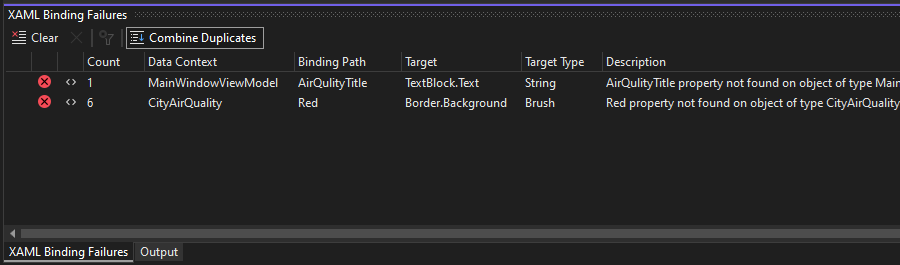 XAML Binding Failures
Clear Combine Duplicates
Count Data Context Binding Path Target Target Type Description
1 MainWindowViewModel AirQulityTitle TextBlock.Text String AirQulityTitle property not found on object of type Main
6 CityAirQuality Red Border.Background Brush Red property not found on object of type CityAirQuality
XAML Binding Failures Output